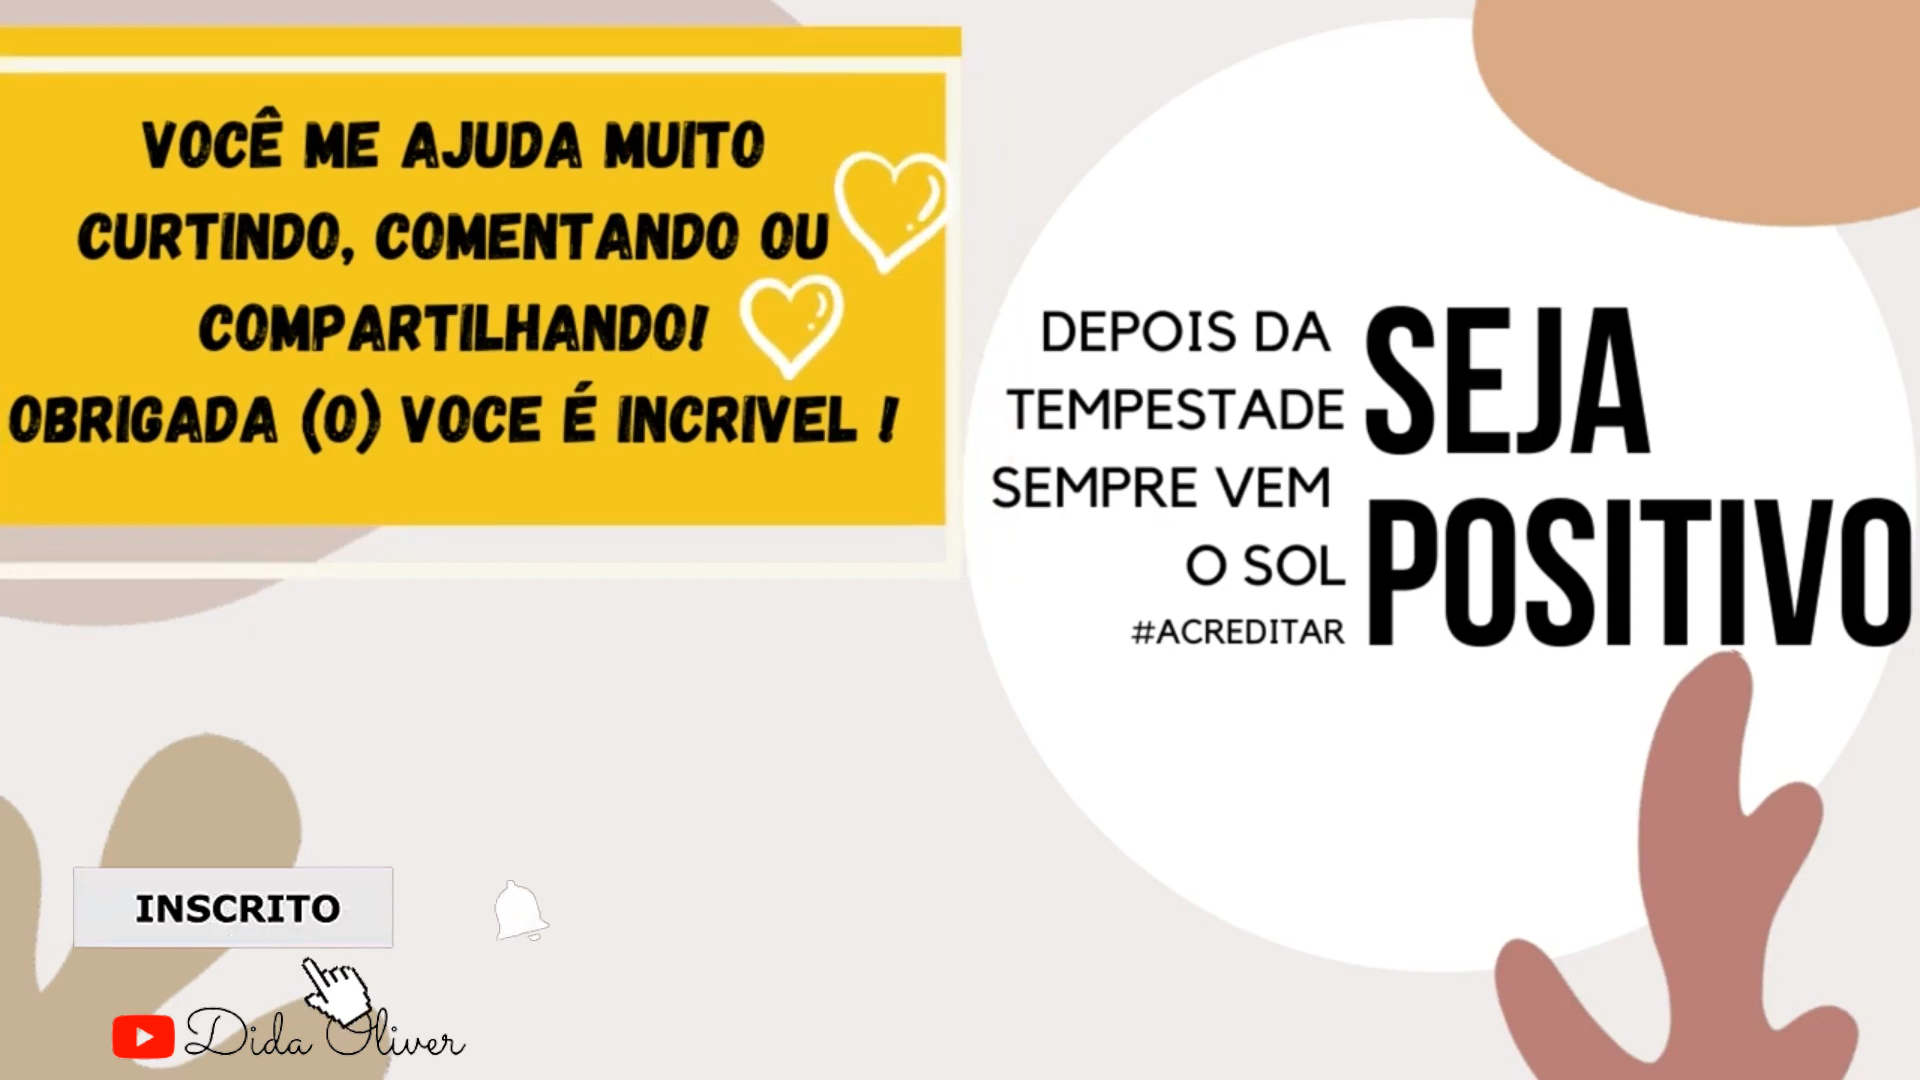 VOCÊ ME AJUDA MUITO
CURTINDO, COMENTANDO OU
COMPARTILHANDO!
OBRIGADA (O) VOCE É INCRIVEL !
DEPOIS DA
TEMPESTADE
SEMPRE VEM
O SOL
#ACREDITAR
SEJA
POSITIVO
INSCRITO
Dida Oliver